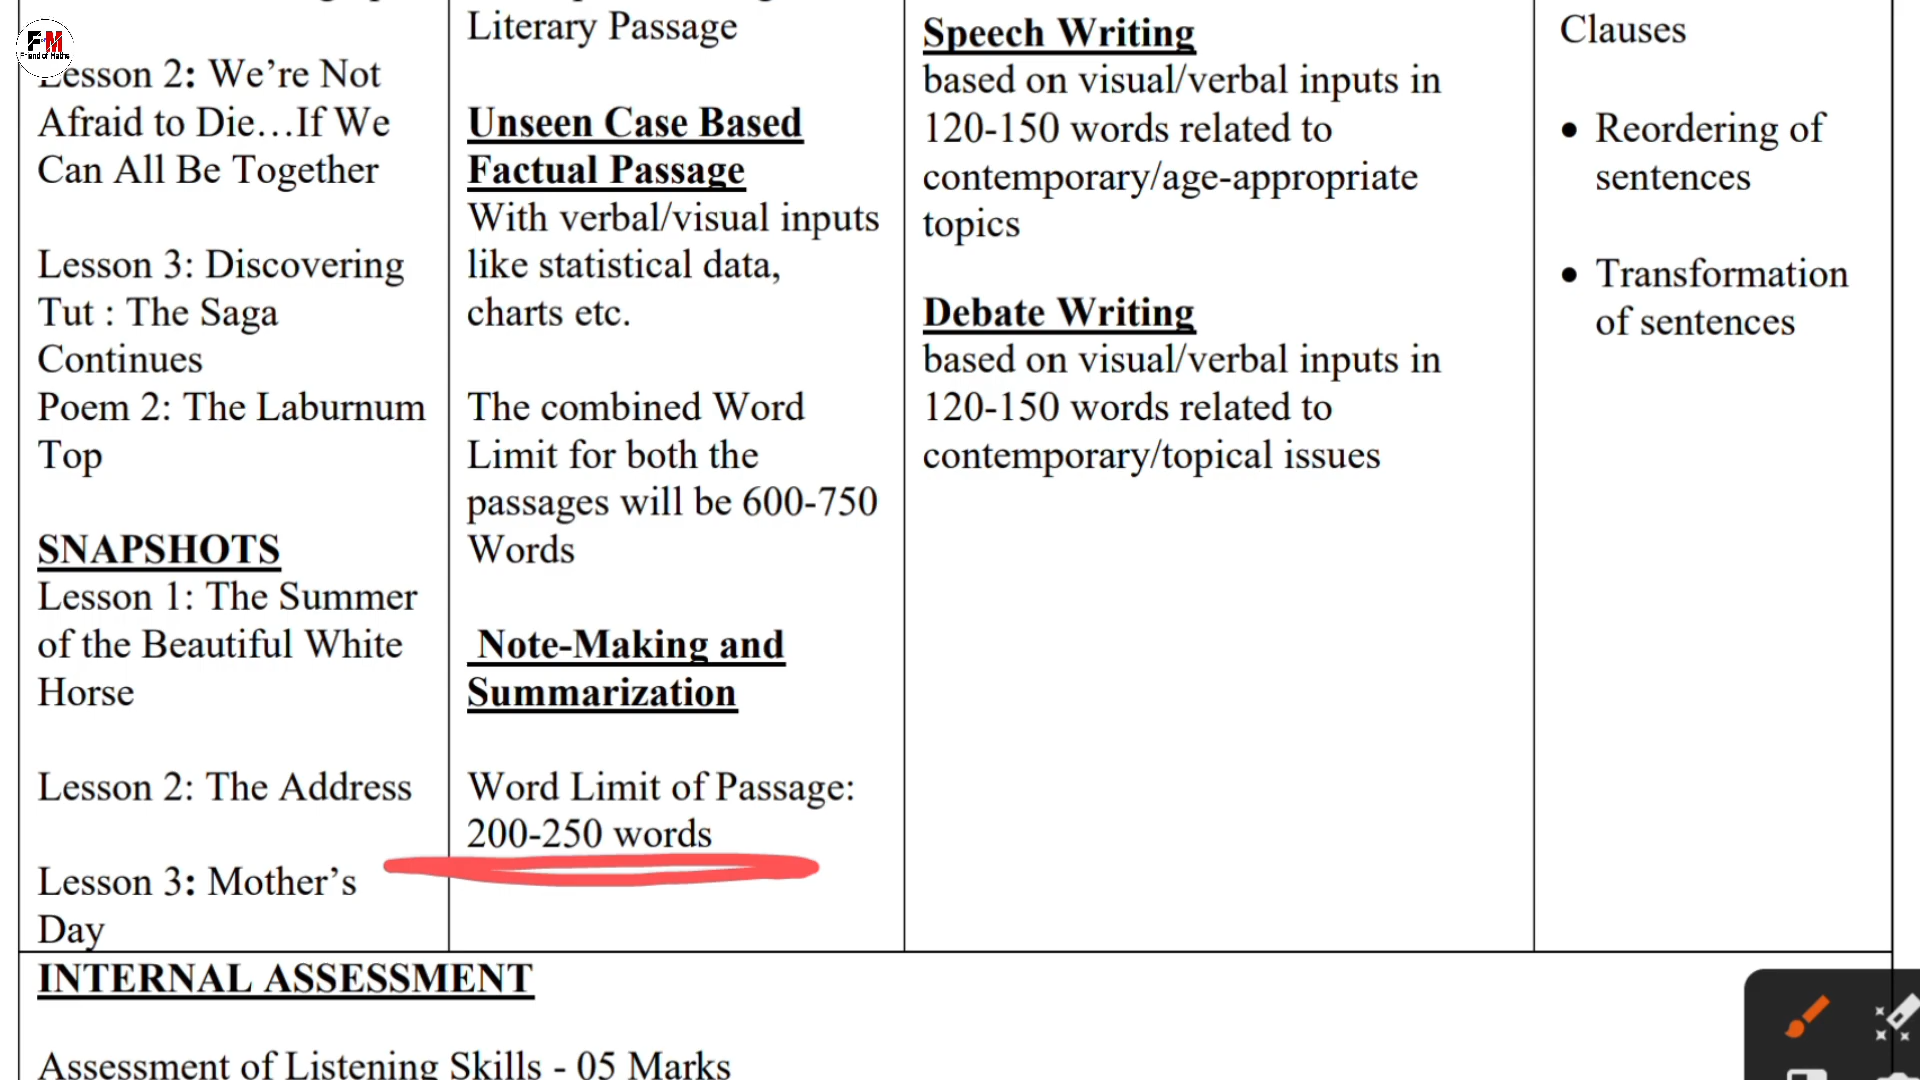 FM
Friend of Maths
Lesson 2: We’re Not
Afraid to Die…If We
Can All Be Together
Lesson 3: Discovering
Tut : The Saga
Continues
Poem 2: The Laburnum
Top
SNAPSHOTS
Lesson 1: The Summer
of the Beautiful White
Horse
Lesson 2: The Address
Lesson 3: Mother’s
Day
Literary Passage
Unseen Case Based
Factual Passage
With verbal/visual inputs
like statistical data,
charts etc.
The combined Word
Limit for both the
passages will be 600-750
Words
Note-Making and
Summarization
Word Limit of Passage:
200-250 words
Speech Writing
based on visual/verbal inputs in
120-150 words related to
contemporary/age-appropriate
topics
Debate Writing
based on visual/verbal inputs in
120-150 words related to
contemporary/topical issues
Clauses
• Reordering of
sentences
• Transformation
of sentences
INTERNAL ASSESSMENT
Assessment of Listening Skills - 05 Marks